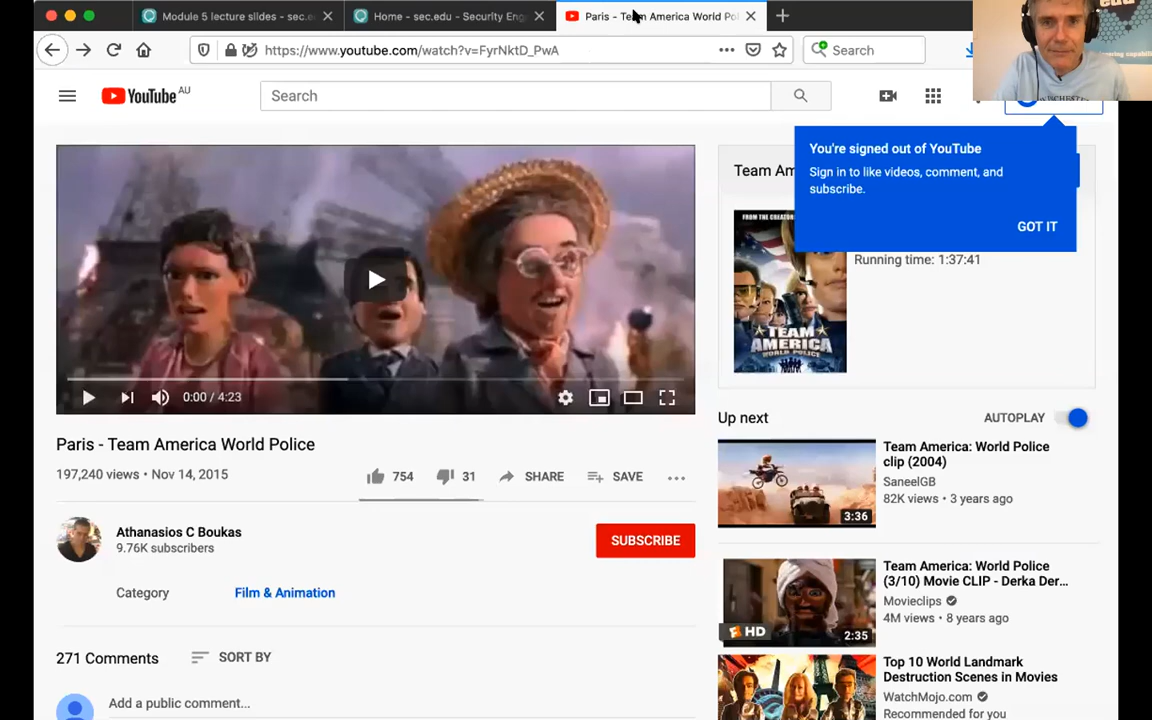 Module 5 lecture slides - sec.e
Home - sec.edu - Security Eng
Paris - Team America World Pol
https://www.youtube.com/watch?v=FyrNktD_PwA
Search
YouTube AU
Search
You're signed out of YouTube
Sign in to like videos, comment, and
subscribe.
GOT IT
Team Am
Running time: 1:37:41
FROM THE CREATORS
TEAM
AMERICA
WORLD POLICE
0:00 / 4:23
Up next
AUTOPLAY
Paris - Team America World Police
197,240 views • Nov 14, 2015
754
31
SHARE
SAVE
Team America: World Police
clip (2004)
SaneelGB
82K views • 3 years ago
3:36
Athanasios C Boukas
9.76K subscribers
SUBSCRIBE
Category
Film & Animation
Team America: World Police
(3/10) Movie CLIP - Derka Der...
Movieclips
4M views • 8 years ago
HD
2:35
271 Comments
SORT BY
Add a public comment...
Top 10 World Landmark
Destruction Scenes in Movies
WatchMojo.com
Recommended for you